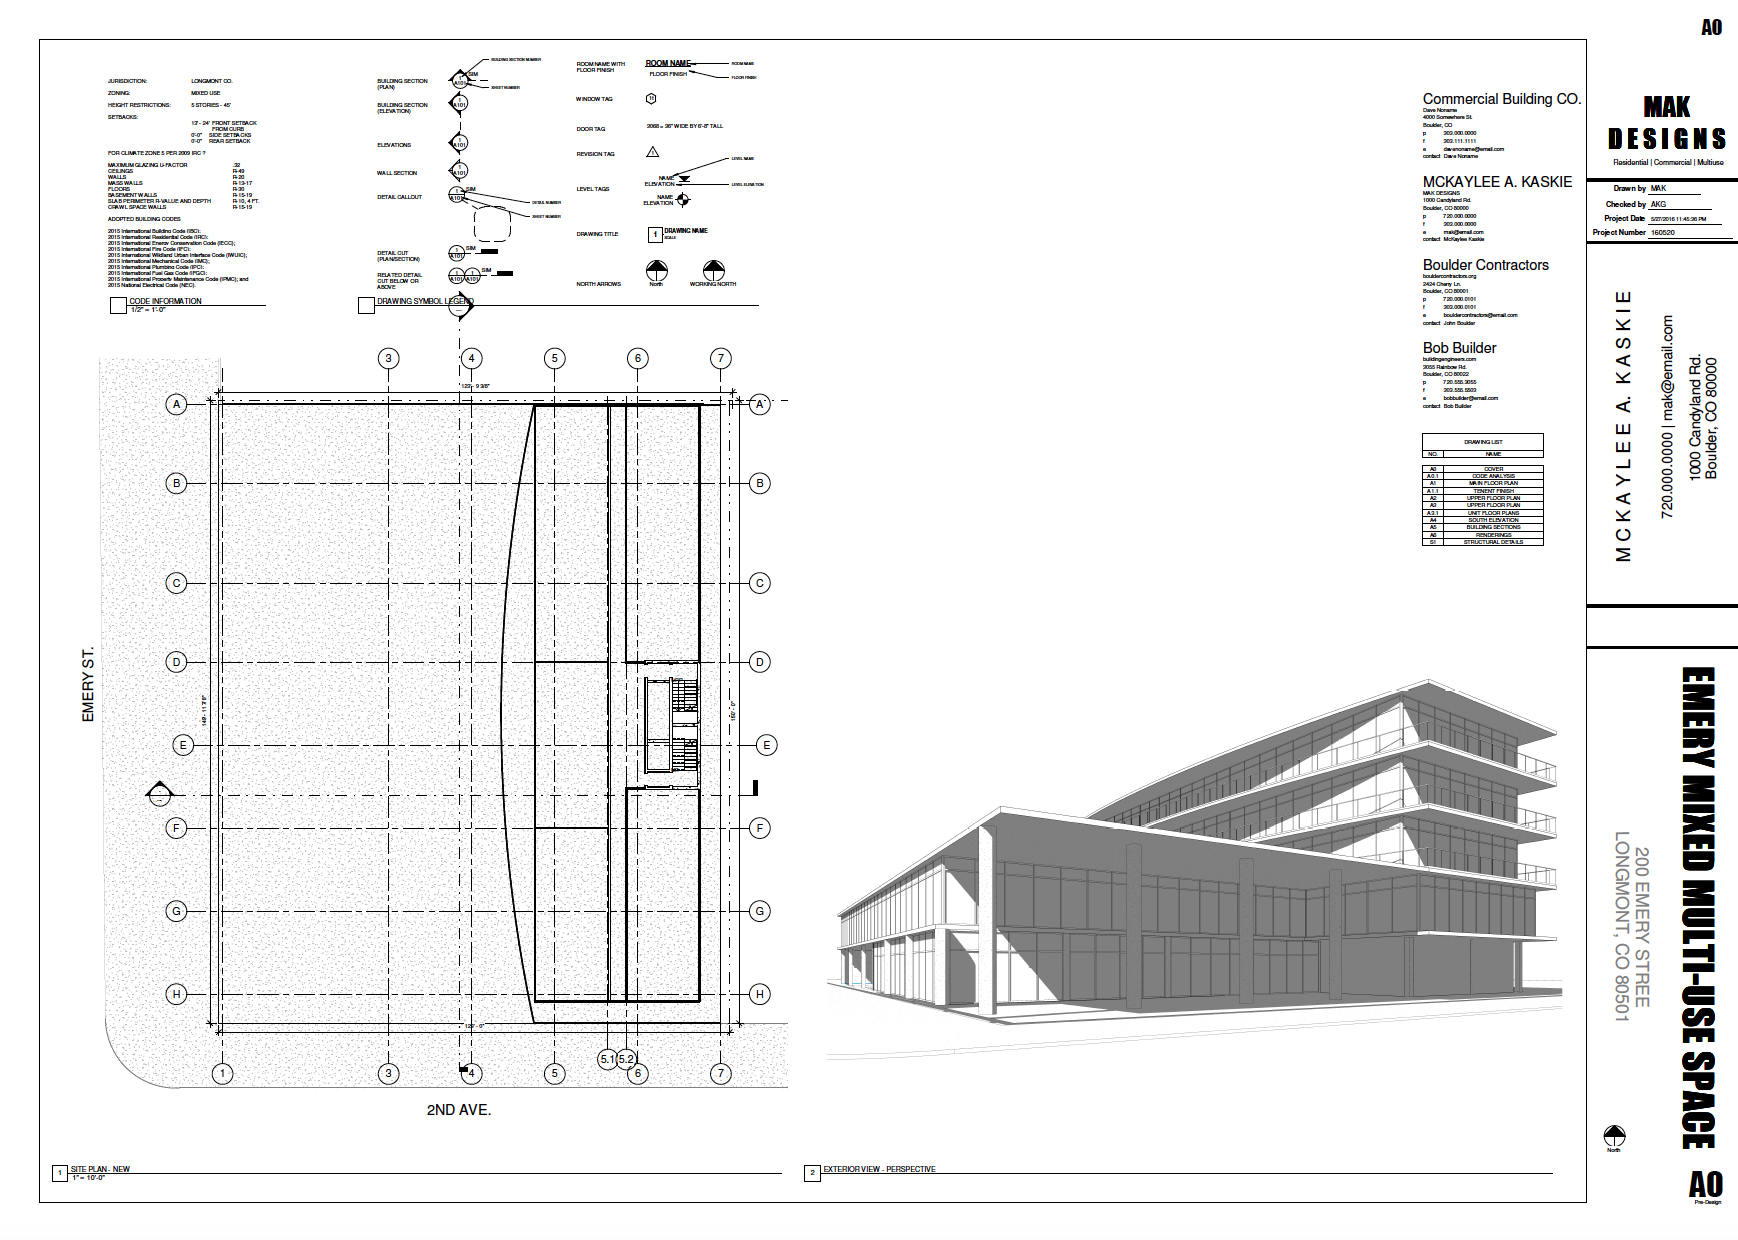 A0
JURISDICTION: LONGMONT CO.
ZONING: MIXED USE
HEIGHT RESTRICTIONS: 5 STORIES - 45'
SETBACKS:
12' - 24' FRONT SETBACK
FROM CURB
0'-0" SIDE SETBACKS
0'-0" REAR SETBACK
FOR CLIMATE ZONE 5 PER 2009 IRC ?
MAXIMUM GLAZING U-FACTOR .32
CEILINGS R-49
WALLS R-20
MASS WALLS R-13-17
FLOORS R-30
BASEMENT WALLS R-15-19
SLAB PERIMETER R-VALUE AND DEPTH R-10, 4 FT.
CRAWL SPACE WALLS R-15-19
ADOPTED BUILDING CODES
2015 International Building Code (IBC);
2015 International Residential Code (IRC);
2015 International Energy Conservation Code (IECC);
2015 International Fire Code (IFC);
2015 International Wildland Urban Interface Code (IWUIC);
2015 International Mechanical Code (IMC);
2015 International Plumbing Code (IPC);
2015 International Fuel Gas Code (IFGC);
2015 International Property Maintenance Code (IPMC); and
2015 National Electrical Code (NEC).
CODE INFORMATION
1/2" = 1'-0"
BUILDING SECTION
(PLAN)
1
A101
SIM
BUILDING SECTION NUMBER
SHEET NUMBER
BUILDING SECTION
(ELEVATION)
1
A101
ELEVATIONS
1
A101
WALL SECTION
1
A101
DETAIL CALLOUT
1
A101
SIM
DETAIL NUMBER
SHEET NUMBER
DETAIL CUT
(PLAN/SECTION)
1
A101
SIM
RELATED DETAIL
CUT BELOW OR
ABOVE
1
A101
1
A101
SIM
DRAWING SYMBOL LEGEND
ROOM NAME WITH
FLOOR FINISH
ROOM NAME
FLOOR FINISH
ROOM NAME
FLOOR FINISH
WINDOW TAG
DOOR TAG
3068 = 36" WIDE BY 6'-8" TALL
REVISION TAG
1
LEVEL TAGS
NAME
ELEVATION
LEVEL NAME
LEVEL ELEVATION
NAME
ELEVATION
DRAWING TITLE
1
DRAWING NAME
SCALE
NORTH ARROWS
North
WORKING NORTH
3 4 5 6 7
123' - 9 3/8"
A A
B B
C C
D D
E E
F F
G G
H H
149' - 11 7/8"
150' - 0"
125' - 0"
5.1 5.2
1 3 4 5 6 7
EMERY ST.
2ND AVE.
1
SITE PLAN - NEW
1" = 10'-0"
2
EXTERIOR VIEW - PERSPECTIVE
Commercial Building CO.
Dave Noname
4000 Somewhere St.
Boulder, CO
p 303.000.0000
f 303.111.1111
e davenoname@email.com
contact Dave Noname
MCKAYLEE A. KASKIE
MAK DESIGNS
1000 Candyland Rd.
Boulder, CO 80000
p 720.000.0000
f 303.000.0000
e mak@email.com
contact McKaylee Kaskie
Boulder Contractors
bouldercontractors.org
2424 Cherry Ln.
Boulder, CO 80001
p 720.000.0101
f 303.000.0101
e bouldercontractors@email.com
contact John Boulder
Bob Builder
buildingengineers.com
3055 Rainbow Rd.
Boulder, CO 80022
p 720.555.3055
f 303.555.5503
e bobbuilder@email.com
contact Bob Builder
DRAWING LIST
NO. NAME
A0 COVER
A0.1 CODE ANALYSIS
A1 MAIN FLOOR PLAN
A1.1 TENENT FINISH
A2 UPPER FLOOR PLAN
A3 UPPER FLOOR PLAN
A3.1 UNIT FLOOR PLANS
A4 SOUTH ELEVATION
A5 BUILDING SECTIONS
A6 RENDERINGS
S1 STRUCTURAL DETAILS
MAK
DESIGNS
Residential | Commercial | Multiuse
Drawn by MAK
Checked by AKG
Project Date 5/27/2016 11:45:36 PM
Project Number 160520
MCKAYLEE A. KASKIE
720.000.0000 | mak@email.com
1000 Candyland Rd.
Boulder, CO 80000
EMERY MIXED MULTI-USE SPACE
200 EMERY STREE
LONGMONT, CO 80501
North
A0
Pre-Design